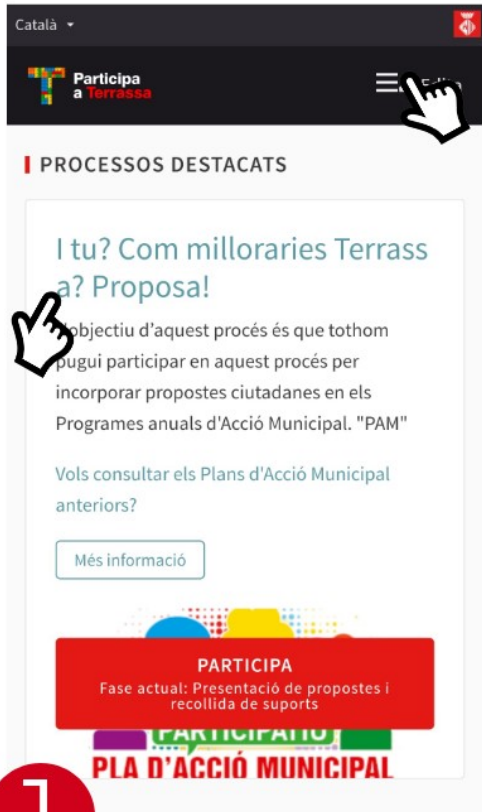 Català
Participa
a Terrassa
PROCESSOS DESTACATS
I tu? Com milloraries Terrass
a? Proposa!
objectiu d'aquest procés és que tothom
pugui participar en aquest procés per
incorporar propostes ciutadanes en els
Programes anuals d'Acció Municipal. "PAM"
Vols consultar els Plans d'Acció Municipal
anteriors?
Més informació
PARTICIPA
Fase actual: Presentació de propostes i
recollida de suports
PARTICIPATIU
PLA D'ACCIÓ MUNICIPAL
1